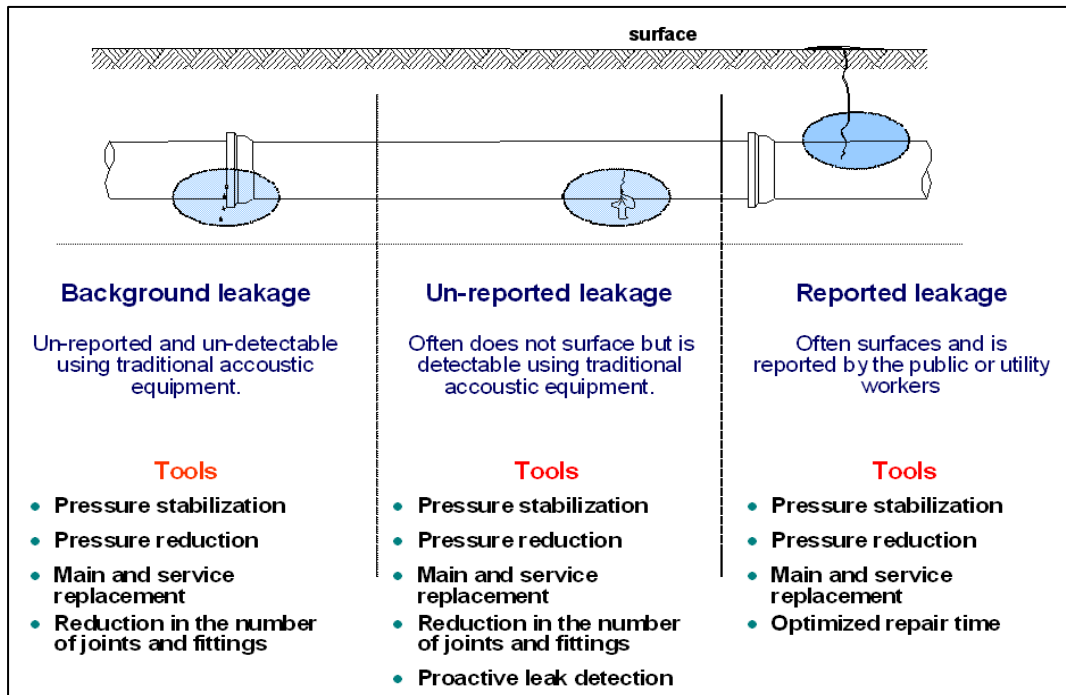 surface
Background leakage
Un-reported and un-detectable
using traditional accoustic
equipment.
Tools
• Pressure stabilization
• Pressure reduction
• Main and service
replacement
• Reduction in the number
of joints and fittings
Un-reported leakage
Often does not surface but is
detectable using traditional
accoustic equipment.
Tools
• Pressure stabilization
• Pressure reduction
• Main and service
replacement
• Reduction in the number
of joints and fittings
• Proactive leak detection
Reported leakage
Often surfaces and is
reported by the public or utility
workers
Tools
• Pressure stabilization
• Pressure reduction
• Main and service
replacement
• Optimized repair time